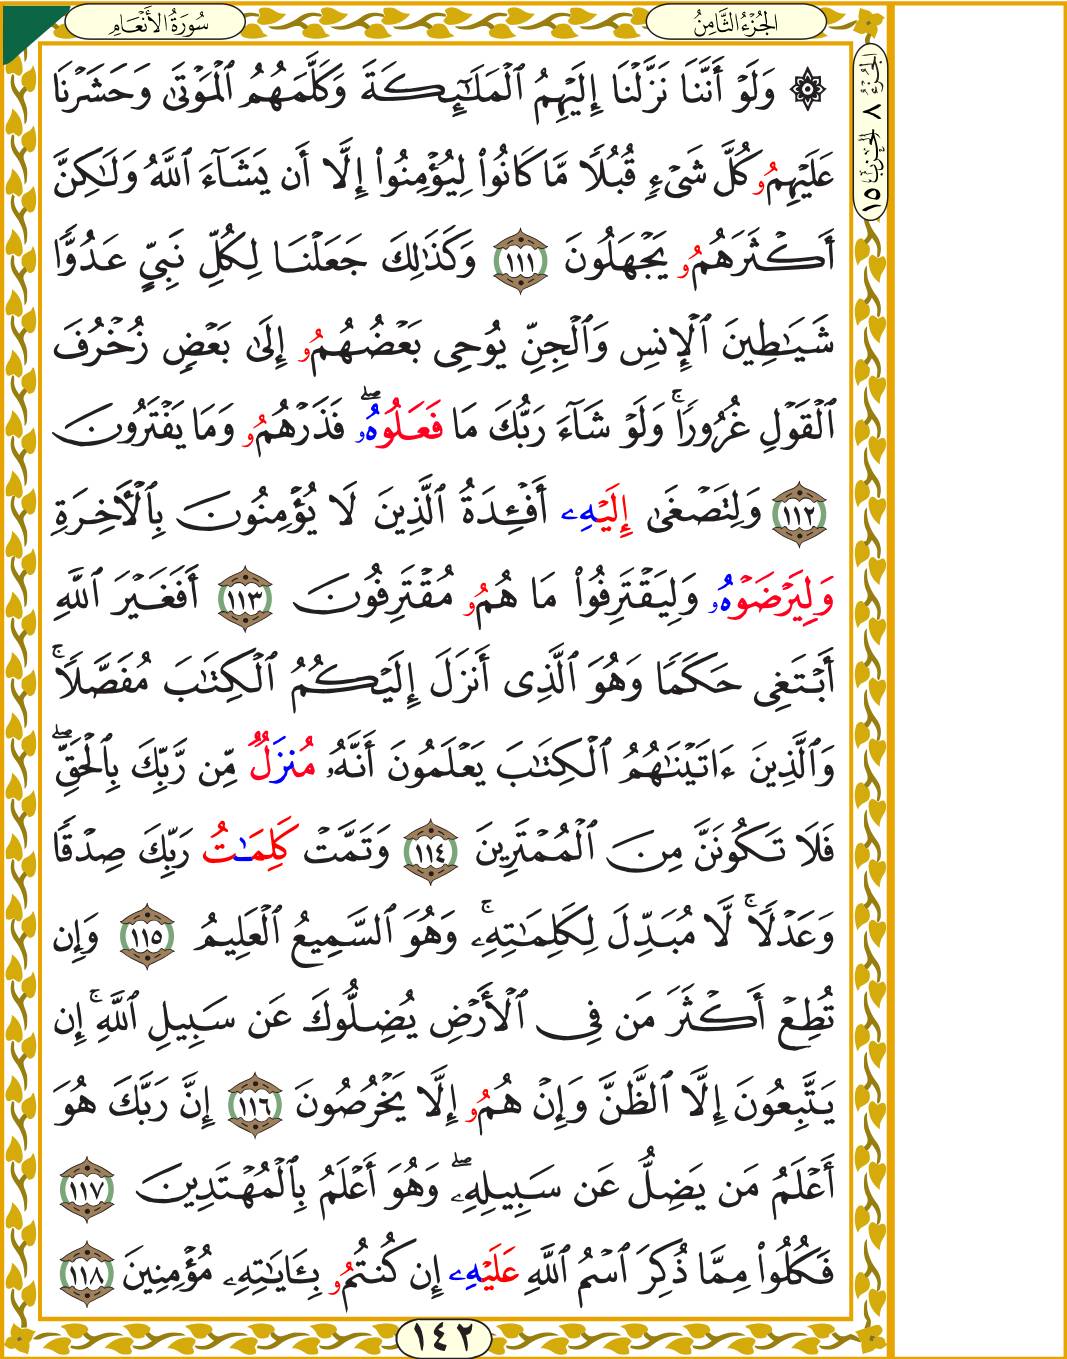 سُورَةُ الأَنْعَامِ
الجُزْءُ الثَّامِنُ
الجزء ٨ الحزب ١٥
۞ وَلَوْ أَنَّنَا نَزَّلْنَا إِلَيْهِمُ ٱلْمَلَـٰٓئِكَةَ وَكَلَّمَهُمُ ٱلْمَوْتَىٰ وَحَشَرْنَا
عَلَيْهِمُۥ كُلَّ شَىْءٍ قُبُلًا مَّا كَانُوا۟ لِيُؤْمِنُوٓا۟ إِلَّآ أَن يَشَآءَ ٱللَّهُ وَلَـٰكِنَّ
أَكْثَرَهُمُۥ يَجْهَلُونَ ١١١ وَكَذَٰلِكَ جَعَلْنَا لِكُلِّ نَبِىٍّ عَدُوًّا
شَيَـٰطِينَ ٱلْإِنسِ وَٱلْجِنِّ يُوحِى بَعْضُهُمُۥ إِلَىٰ بَعْضٍ زُخْرُفَ
ٱلْقَوْلِ غُرُورًا ۚ وَلَوْ شَآءَ رَبُّكَ مَا فَعَلُوهُۥ ۖ فَذَرْهُمُۥ وَمَا يَفْتَرُونَ
١١٢ وَلِتَصْغَىٰ إِلَيْهِۦ أَفْـِٔدَةُ ٱلَّذِينَ لَا يُؤْمِنُونَ بِٱلْـَٔاخِرَةِ
وَلِيَرْضَوْهُۥ وَلِيَقْتَرِفُوا۟ مَا هُمُۥ مُقْتَرِفُونَ ١١٣ أَفَغَيْرَ ٱللَّهِ
أَبْتَغِى حَكَمًا وَهُوَ ٱلَّذِى أَنزَلَ إِلَيْكُمُ ٱلْكِتَـٰبَ مُفَصَّلًا ۚ
وَٱلَّذِينَ ءَاتَيْنَـٰهُمُ ٱلْكِتَـٰبَ يَعْلَمُونَ أَنَّهُۥ مُنزَلٌ مِّن رَّبِّكَ بِٱلْحَقِّ ۖ
فَلَا تَكُونَنَّ مِنَ ٱلْمُمْتَرِينَ ١١٤ وَتَمَّتْ كَلِمَـٰتُ رَبِّكَ صِدْقًا
وَعَدْلًا ۚ لَّا مُبَدِّلَ لِكَلِمَـٰتِهِۦ ۚ وَهُوَ ٱلسَّمِيعُ ٱلْعَلِيمُ ١١٥ وَإِن
تُطِعْ أَكْثَرَ مَن فِى ٱلْأَرْضِ يُضِلُّوكَ عَن سَبِيلِ ٱللَّهِ ۚ إِن
يَتَّبِعُونَ إِلَّا ٱلظَّنَّ وَإِنْ هُمُۥ إِلَّا يَخْرُصُونَ ١١٦ إِنَّ رَبَّكَ هُوَ
أَعْلَمُ مَن يَضِلُّ عَن سَبِيلِهِۦ ۖ وَهُوَ أَعْلَمُ بِٱلْمُهْتَدِينَ ١١٧
فَكُلُوا۟ مِمَّا ذُكِرَ ٱسْمُ ٱللَّهِ عَلَيْهِۦ إِن كُنتُمُۥ بِـَٔايَـٰتِهِۦ مُؤْمِنِينَ ١١٨
١٤٢